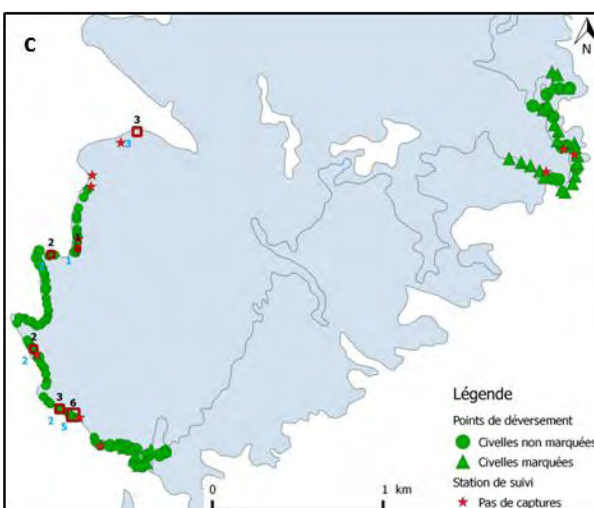 C
N
3
3
2
1
2
2
3
6
2
5
Légende
Points de déversement
Civelles non marquées
Civelles marquées
Station de suivi
Pas de captures
0
1 km